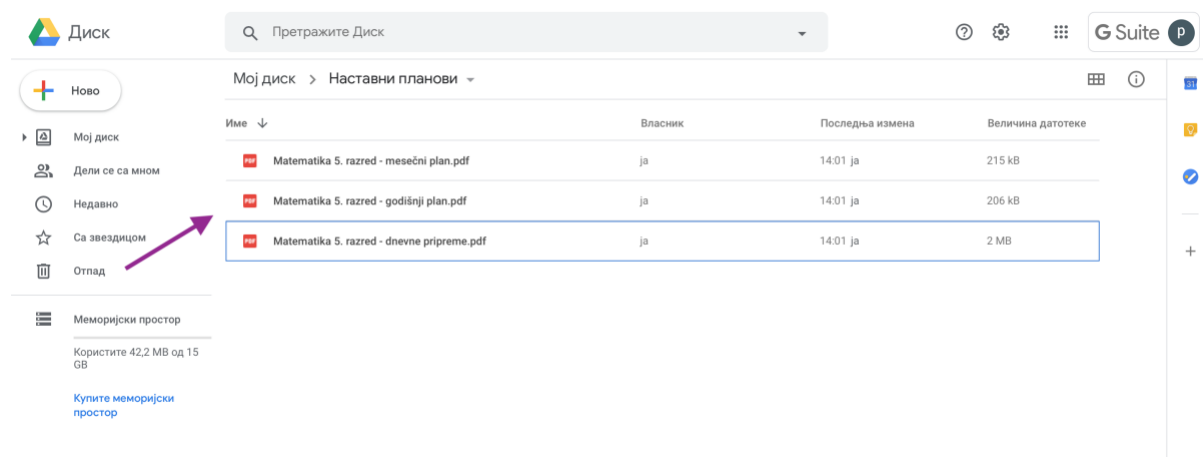 Диск
Претражите Диск
G Suite
p
Ново
Мој диск > Наставни планови
31
Мој диск
Дели се са мном
Недавно
Са звездицом
Отпад
Меморијски простор
Користите 42,2 MB од 15
GB
Купите меморијски
простор
Име Власник Последња измена Величина датотеке
PDF Matematika 5. razred - mesečni plan.pdf ja 14:01 ja 215 kB
PDF Matematika 5. razred - godišnji plan.pdf ja 14:01 ja 206 kB
PDF Matematika 5. razred - dnevne pripreme.pdf ja 14:01 ja 2 MB